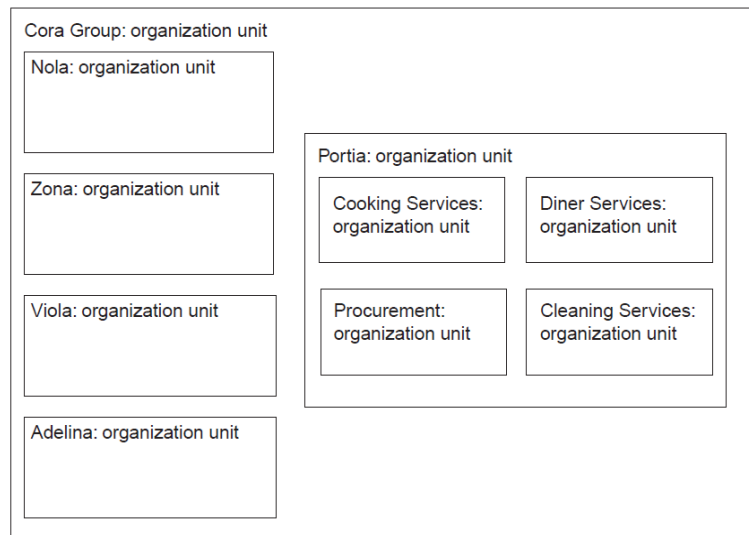 Cora Group: organization unit
Nola: organization unit
Zona: organization unit
Viola: organization unit
Adelina: organization unit
Portia: organization unit
Cooking Services:
organization unit
Diner Services:
organization unit
Procurement:
organization unit
Cleaning Services:
organization unit